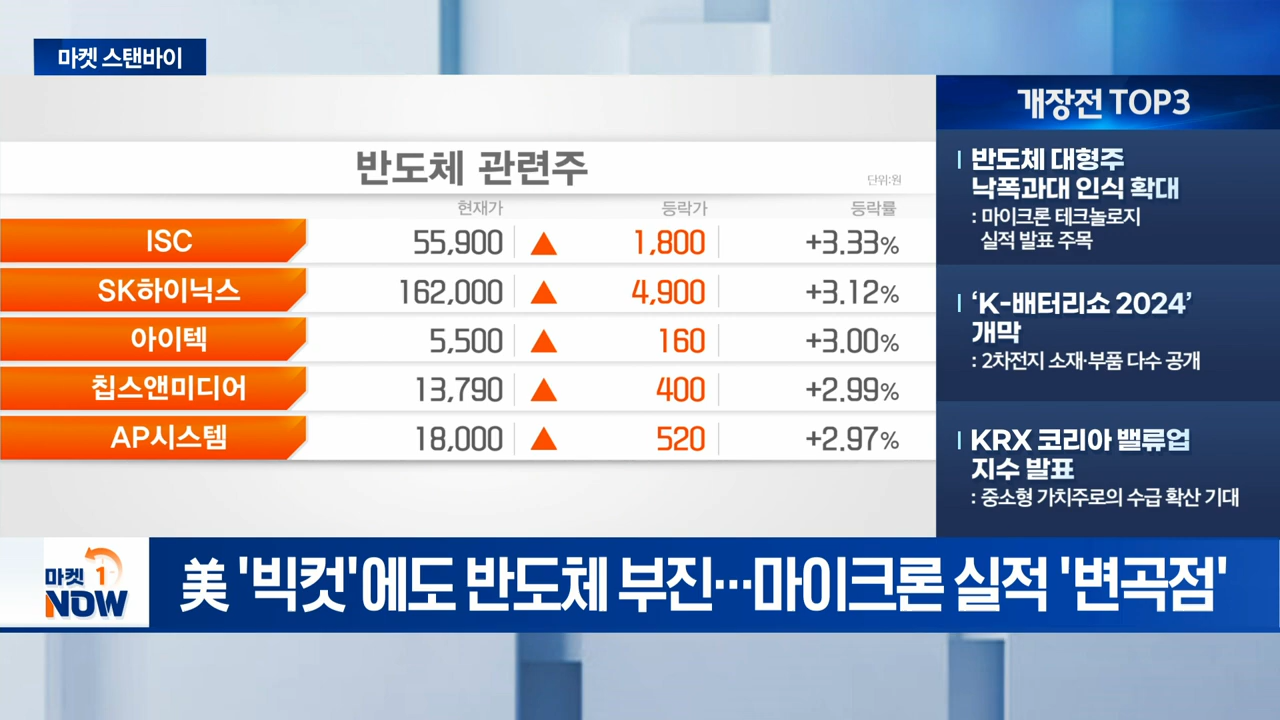 마켓 스탠바이
반도체 관련주
단위:원
현재가 등락가 등락률
ISC 55,900 ▲ 1,800 +3.33%
SK하이닉스 162,000 ▲ 4,900 +3.12%
아이텍 5,500 ▲ 160 +3.00%
칩스앤미디어 13,790 ▲ 400 +2.99%
AP시스템 18,000 ▲ 520 +2.97%
개장전 TOP3
반도체 대형주
낙폭과대 인식 확대
: 마이크론 테크놀로지
실적 발표 주목
‘K-배터리쇼 2024’
개막
: 2차전지 소재·부품 다수 공개
KRX 코리아 밸류업
지수 발표
: 중소형 가치주로의 수급 확산 기대
마켓 1
NOW
美 '빅컷'에도 반도체 부진…마이크론 실적 '변곡점'